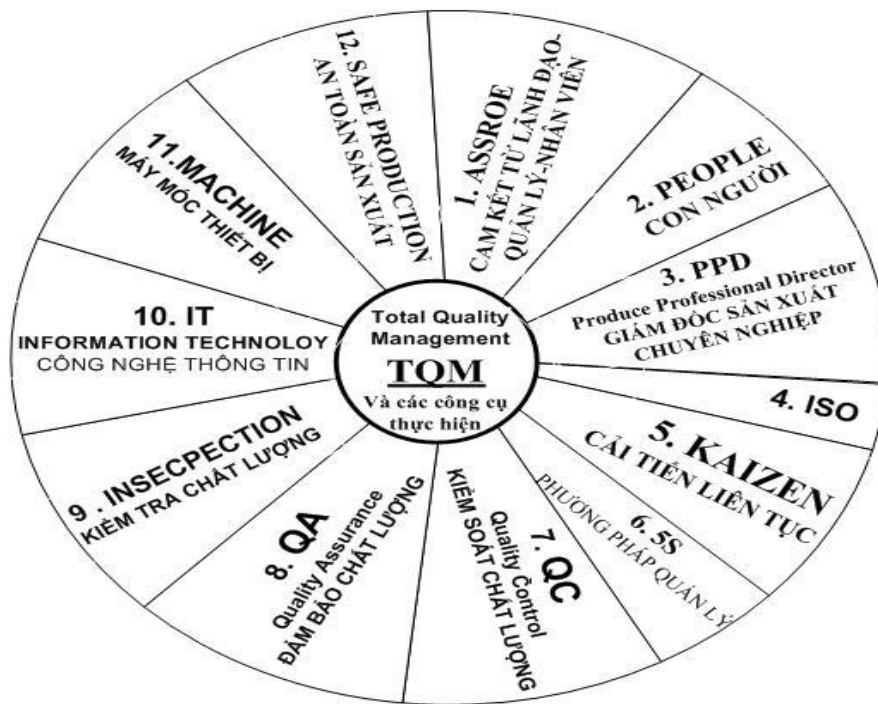 Total Quality
Management
TQM
Và các công cụ
thực hiện
1. ASSROE
CAM KẾT TỪ LÃNH ĐẠO-
QUẢN LÝ-NHÂN VIÊN
2. PEOPLE
CON NGƯỜI
3. PPD
Produce Professional Director
GIÁM ĐỐC SẢN XUẤT
CHUYÊN NGHIỆP
4. ISO
5. KAIZEN
CẢI TIẾN LIÊN TỤC
6. 5S
PHƯƠNG PHÁP QUẢN LÝ
7. QC
Quality Control
KIỂM SOÁT CHẤT LƯỢNG
8. QA
Quality Assurance
ĐẢM BẢO CHẤT LƯỢNG
9 . INSECPECTION
KIỂM TRA CHẤT LƯỢNG
10. IT
INFORMATION TECHNOLOY
CÔNG NGHỆ THÔNG TIN
11.MACHINE
MÁY MÓC THIẾT BỊ
12. SAFE PRODUCTION
AN TOÀN SẢN XUẤT